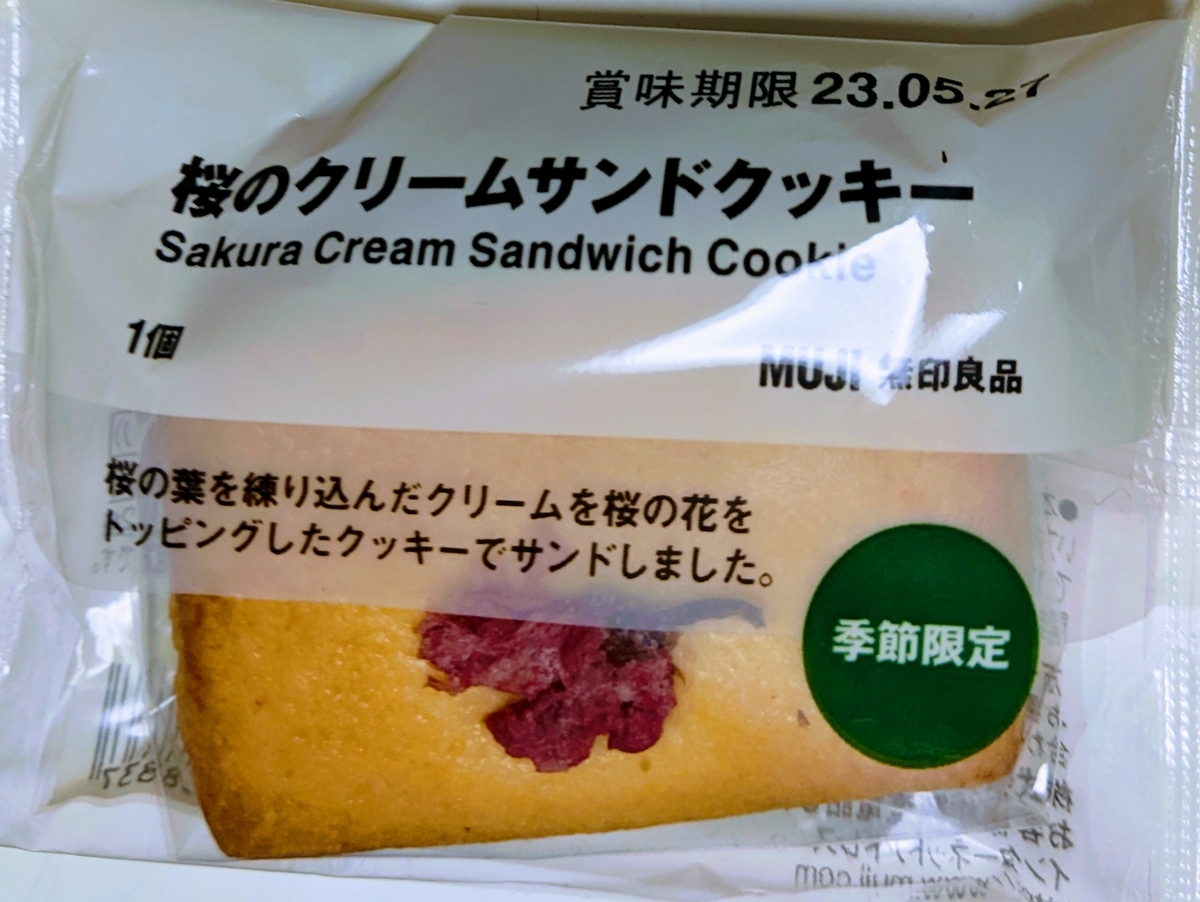 賞味期限 23.05.27
桜のクリームサンドクッキー
Sakura Cream Sandwich Cookie
1個
MUJI 無印良品
桜の葉を練り込んだクリームを桜の花を
トッピングしたクッキーでサンドしました。
季節限定
www.muji.com